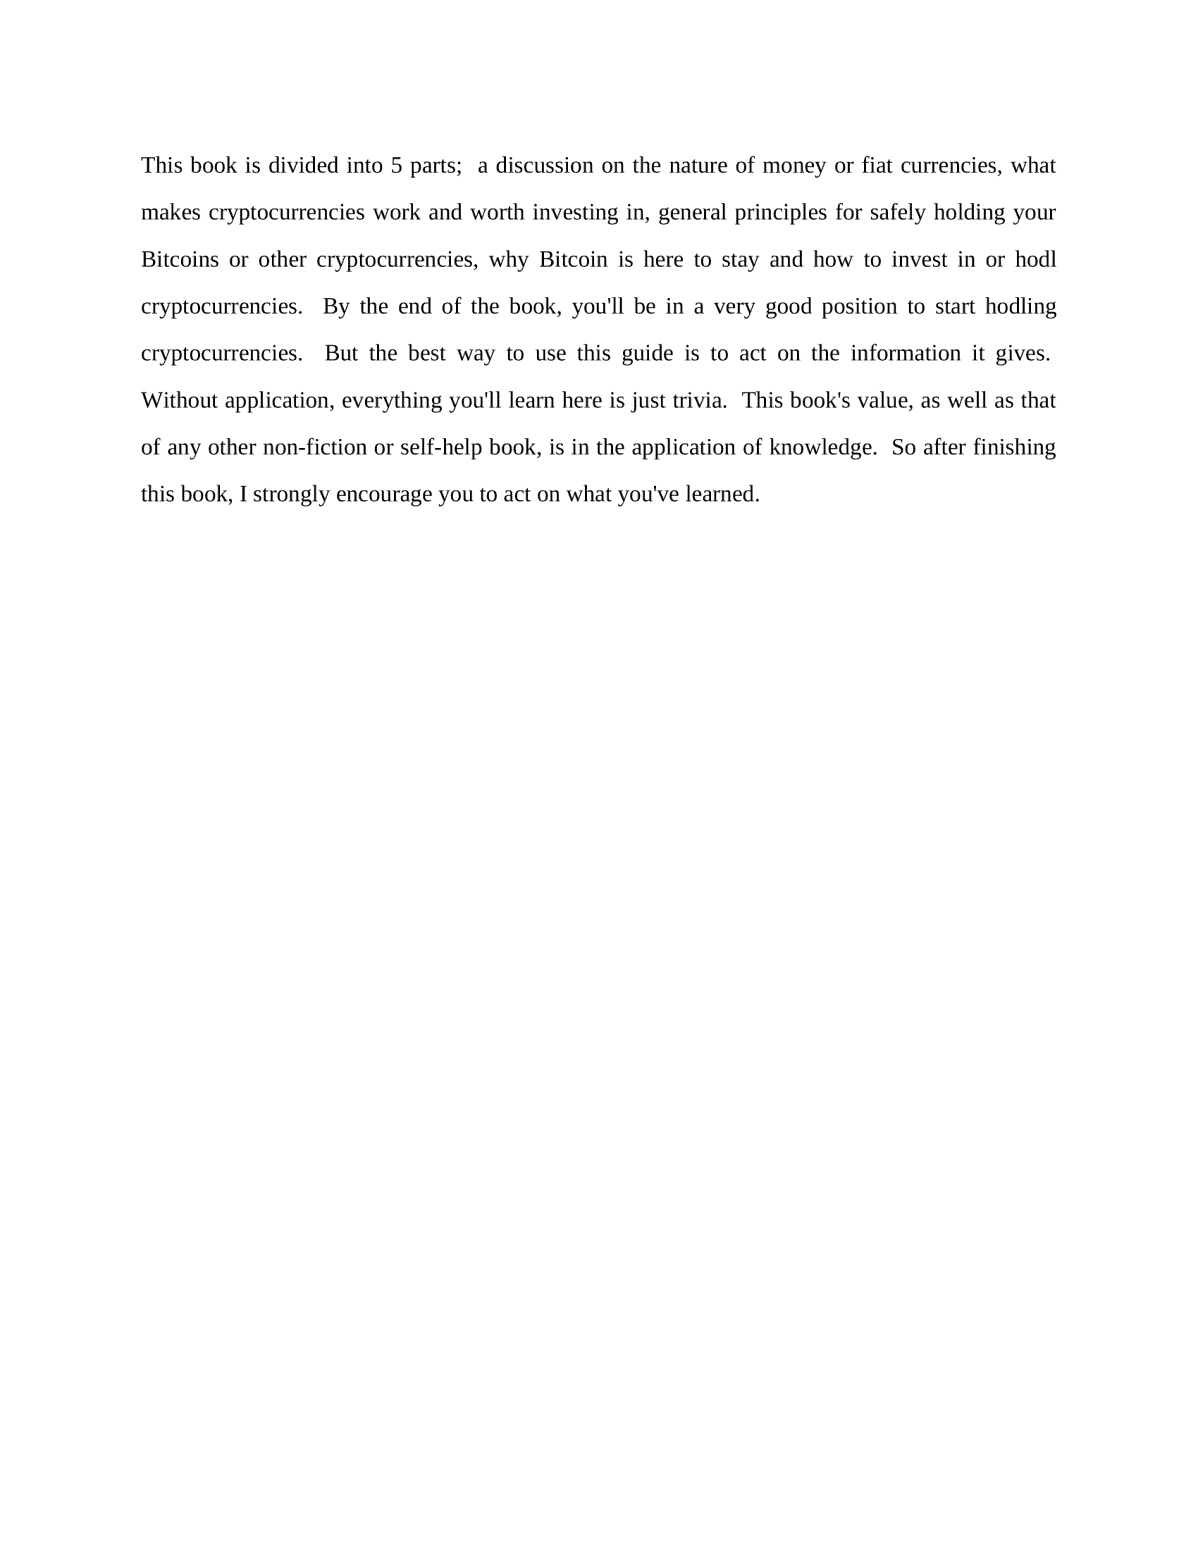 This book is divided into 5 parts;  a discussion on the nature of money or fiat currencies, what
makes cryptocurrencies work and worth investing in, general principles for safely holding your
Bitcoins or other cryptocurrencies, why Bitcoin is here to stay and how to invest in or hodl
cryptocurrencies.  By the end of the book, you'll be in a very good position to start hodling
cryptocurrencies.  But the best way to use this guide is to act on the information it gives.
Without application, everything you'll learn here is just trivia.  This book's value, as well as that
of any other non-fiction or self-help book, is in the application of knowledge.  So after finishing
this book, I strongly encourage you to act on what you've learned.